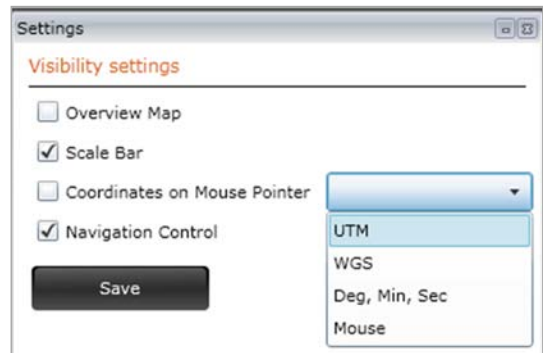 Settings
Visibility settings
Overview Map
Scale Bar
Coordinates on Mouse Pointer
Navigation Control
UTM
WGS
Deg, Min, Sec
Mouse
Save